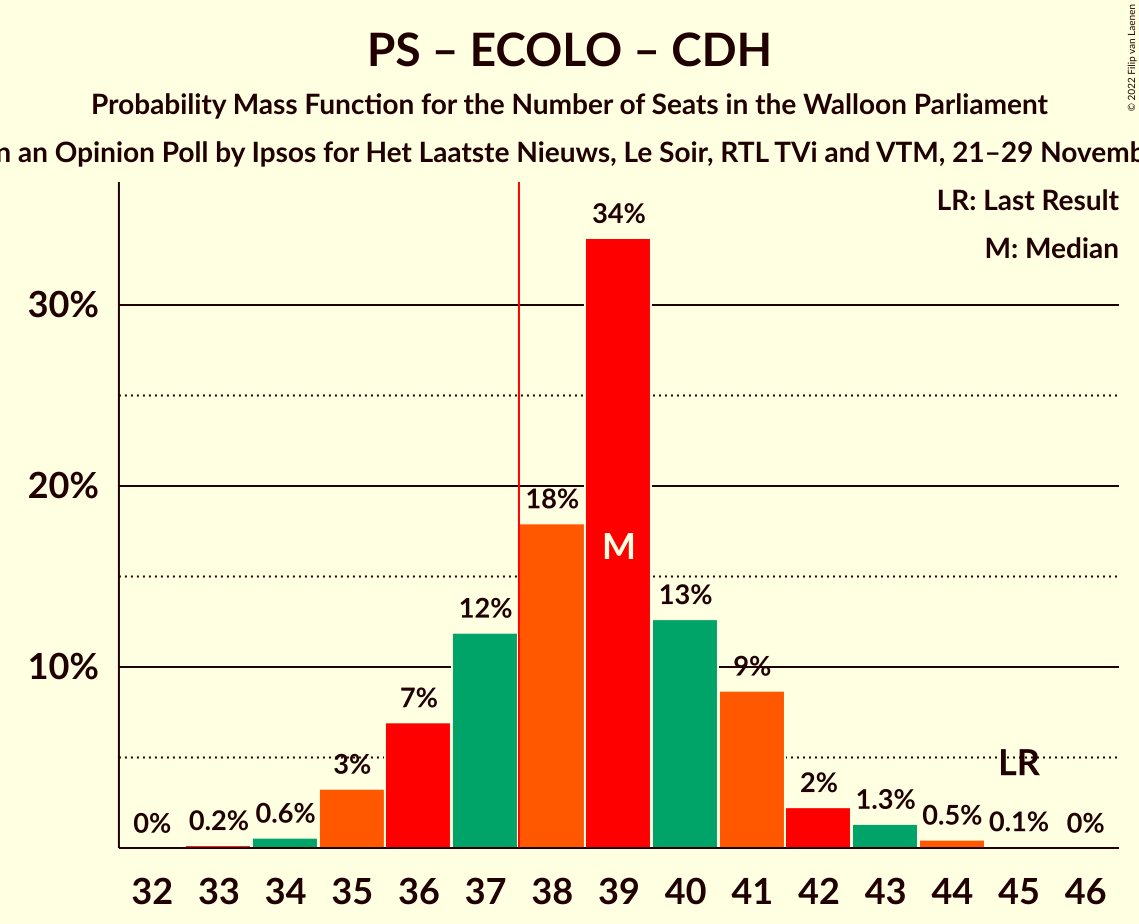 PS – ECOLO – CDH
Probability Mass Function for the Number of Seats in the Walloon Parliament
an Opinion Poll by Ipsos for Het Laatste Nieuws, Le Soir, RTL TVi and VTM, 21–29
© 2022 Filip van Laenen
LR: Last Result
M: Median
34%
30%
20%
18%
M
13%
12%
10%
9%
7%
LR
3%
2%
1.3%
0.6%
0.5%
0% 0.2% 0.1% 0%
32 33 34 35 36 37 38 39 40 41 42 43 44 45 46